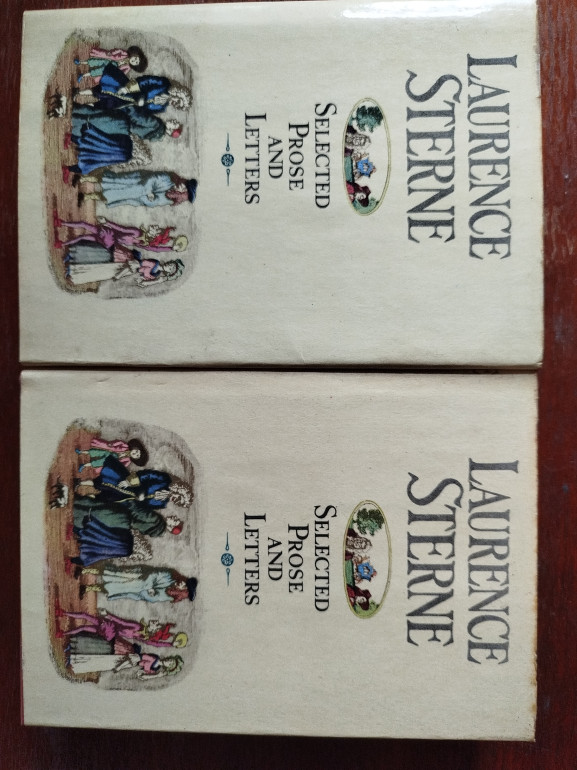 LAURENCE
STERNE
SELECTED
PROSE
AND
LETTERS
LAURENCE
STERNE
SELECTED
PROSE
AND
LETTERS